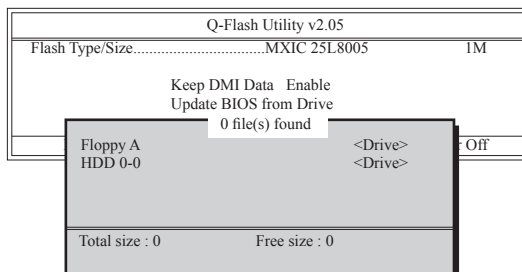 Q-Flash Utility v2.05
Flash Type/Size.................................MXIC 25L8005 1M
Keep DMI Data Enable
Update BIOS from Drive
0 file(s) found
Floppy A <Drive>
HDD 0-0 <Drive>
Off
Total size : 0 Free size : 0